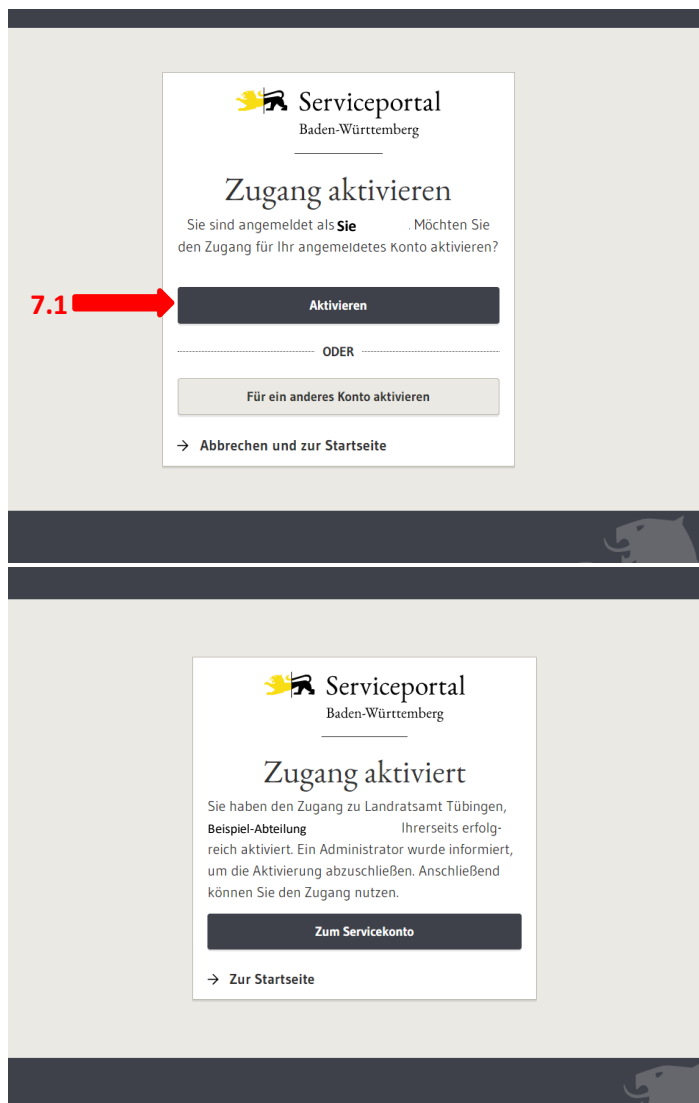 Serviceportal
Baden-Württemberg
Zugang aktivieren
Sie sind angemeldet als Sie . Möchten Sie
den Zugang für Ihr angemeldetes Konto aktivieren?
7.1
Aktivieren
ODER
Für ein anderes Konto aktivieren
→ Abbrechen und zur Startseite
Serviceportal
Baden-Württemberg
Zugang aktiviert
Sie haben den Zugang zu Landratsamt Tübingen,
Beispiel-Abteilung Ihrerseits erfolg-
reich aktiviert. Ein Administrator wurde informiert,
um die Aktivierung abzuschließen. Anschließend
können Sie den Zugang nutzen.
Zum Servicekonto
→ Zur Startseite